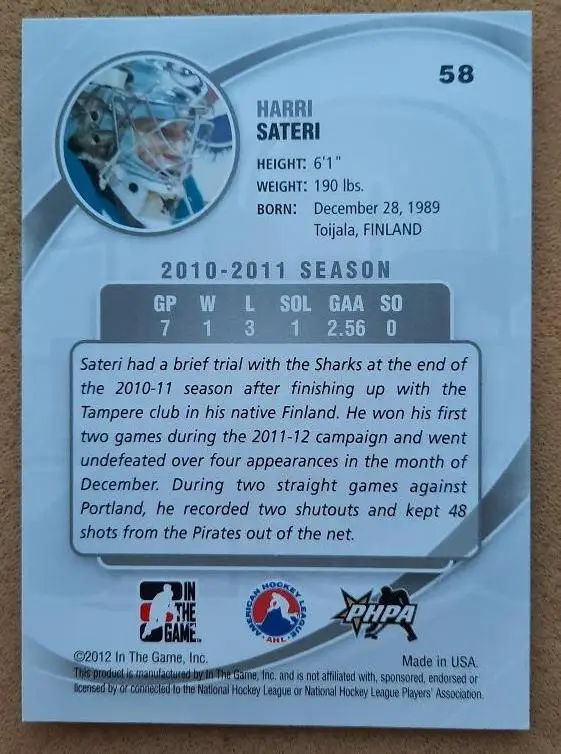 58
HARRI
SATERI
HEIGHT: 6'1"
WEIGHT: 190 lbs.
BORN: December 28, 1989
Toijala, FINLAND
2010-2011 SEASON
GP W L SOL GAA SO
7 1 3 1 2.56 0
Sateri had a brief trial with the Sharks at the end of
the 2010-11 season after finishing up with the
Tampere club in his native Finland. He won his first
two games during the 2011-12 campaign and went
undefeated over four appearances in the month of
December. During two straight games against
Portland, he recorded two shutouts and kept 48
shots from the Pirates out of the net.
IN
THE
GAME
AMERICAN HOCKEY LEAGUE
AHL
PHPA
©2012 In The Game, Inc.
Made in USA.
This product is manufactured by In The Game, Inc. and is not affiliated with, sponsored, endorsed or
licensed by or connected to the National Hockey League or National Hockey League Players' Association.